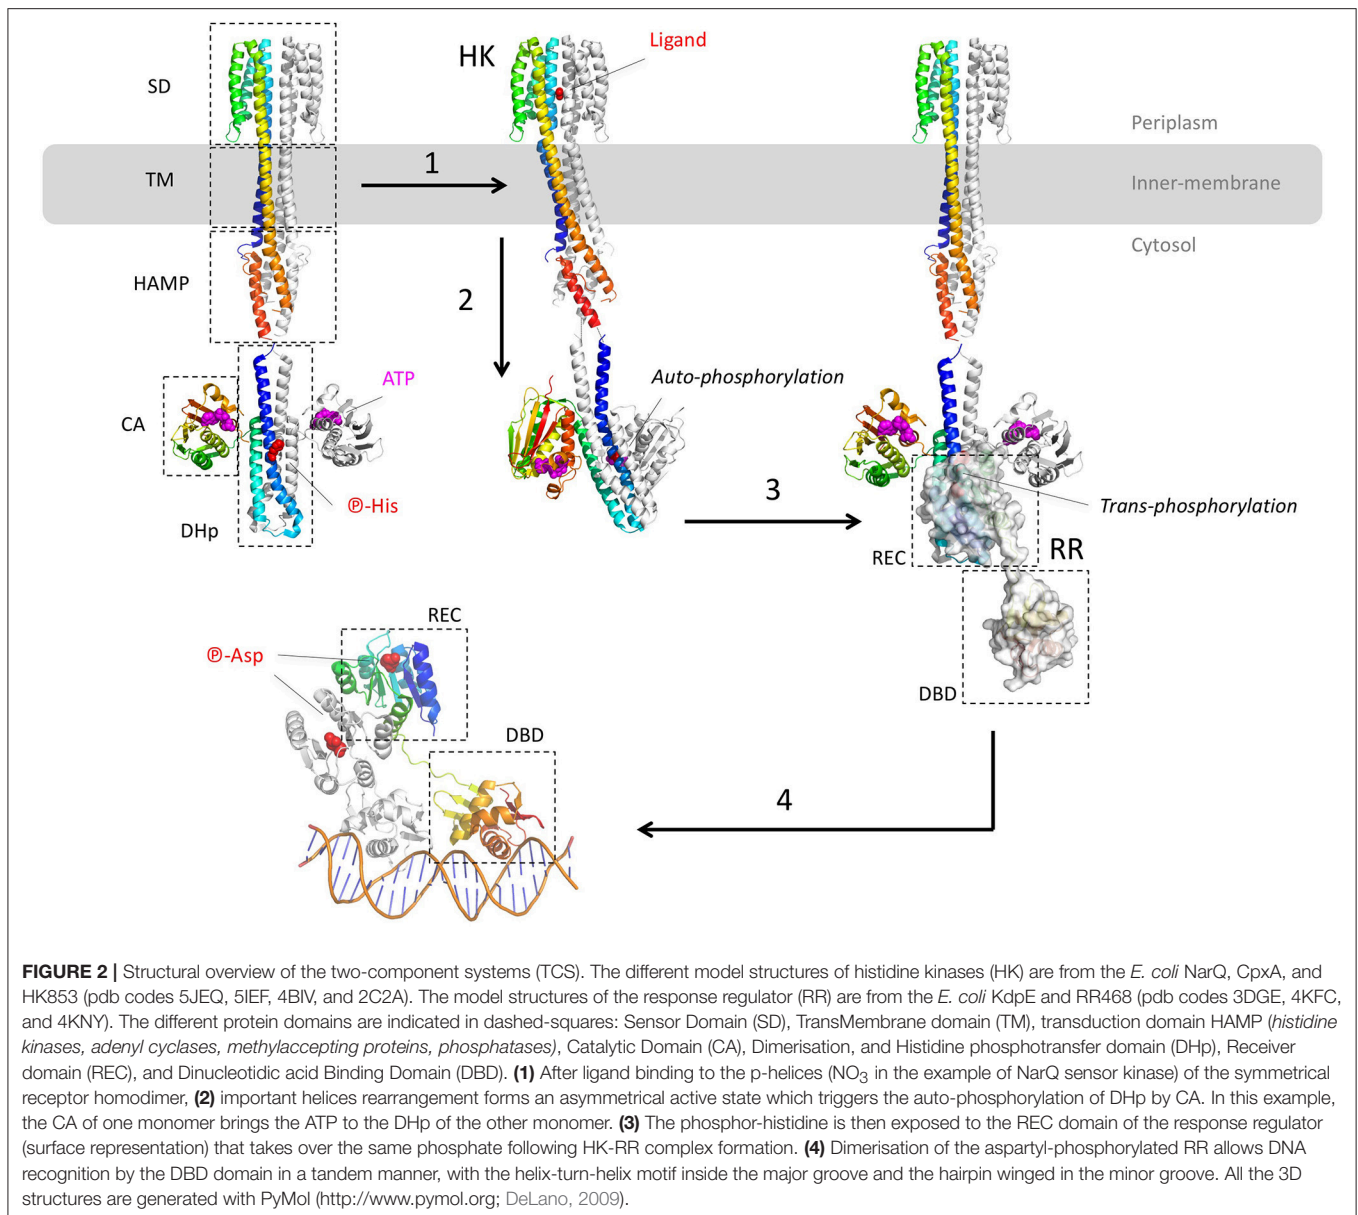 SD
HK
Ligand
Periplasm
TM
1
Inner-membrane
Cytosol
HAMP
2
ATP
Auto-phosphorylation
CA
3
Ⓟ-His
Trans-phosphorylation
DHp
REC
RR
REC
Ⓟ-Asp
DBD
DBD
4
FIGURE 2 | Structural overview of the two-component systems (TCS). The different model structures of histidine kinases (HK) are from the E. coli NarQ, CpxA, and
HK853 (pdb codes 5JEQ, 5IEF, 4BIV, and 2C2A). The model structures of the response regulator (RR) are from the E. coli KdpE and RR468 (pdb codes 3DGE, 4KFC,
and 4KNY). The different protein domains are indicated in dashed-squares: Sensor Domain (SD), TransMembrane domain (TM), transduction domain HAMP (histidine
kinases, adenyl cyclases, methylaccepting proteins, phosphatases), Catalytic Domain (CA), Dimerisation, and Histidine phosphotransfer domain (DHp), Receiver
domain (REC), and Dinucleotidic acid Binding Domain (DBD). (1) After ligand binding to the p-helices (NO3 in the example of NarQ sensor kinase) of the symmetrical
receptor homodimer, (2) important helices rearrangement forms an asymmetrical active state which triggers the auto-phosphorylation of DHp by CA. In this example,
the CA of one monomer brings the ATP to the DHp of the other monomer. (3) The phosphor-histidine is then exposed to the REC domain of the response regulator
(surface representation) that takes over the same phosphate following HK-RR complex formation. (4) Dimerisation of the aspartyl-phosphorylated RR allows DNA
recognition by the DBD domain in a tandem manner, with the helix-turn-helix motif inside the major groove and the hairpin winged in the minor groove. All the 3D
structures are generated with PyMol (http://www.pymol.org; DeLano, 2009).